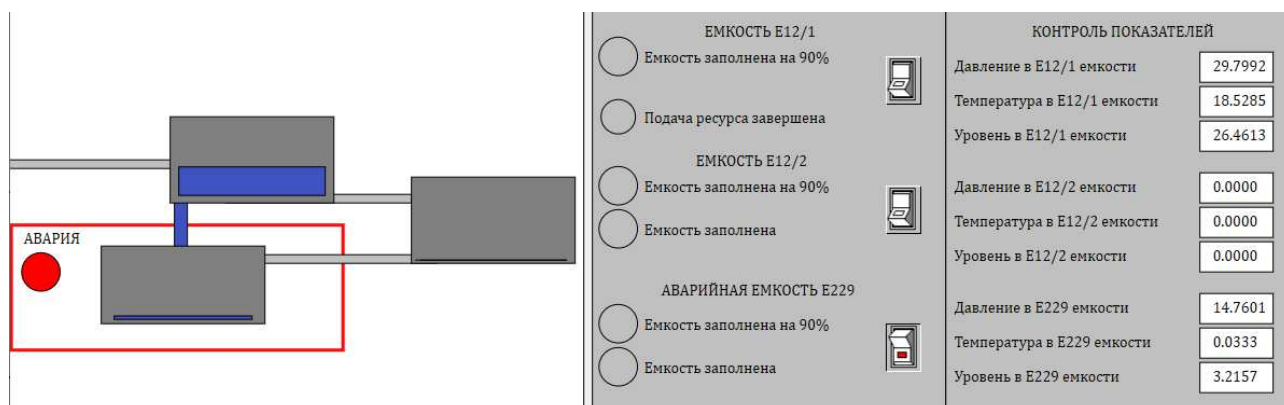 АВАРИЯ
ЕМКОСТЬ Е12/1
Емкость заполнена на 90%
Подача ресурса завершена
ЕМКОСТЬ Е12/2
Емкость заполнена на 90%
Емкость заполнена
АВАРИЙНАЯ ЕМКОСТЬ Е229
Емкость заполнена на 90%
Емкость заполнена
КОНТРОЛЬ ПОКАЗАТЕЛЕЙ
Давление в Е12/1 емкости 29.7992
Температура в Е12/1 емкости 18.5285
Уровень в Е12/1 емкости 26.4613
Давление в Е12/2 емкости 0.0000
Температура в Е12/2 емкости 0.0000
Уровень в Е12/2 емкости 0.0000
Давление в Е229 емкости 14.7601
Температура в Е229 емкости 0.0333
Уровень в Е229 емкости 3.2157